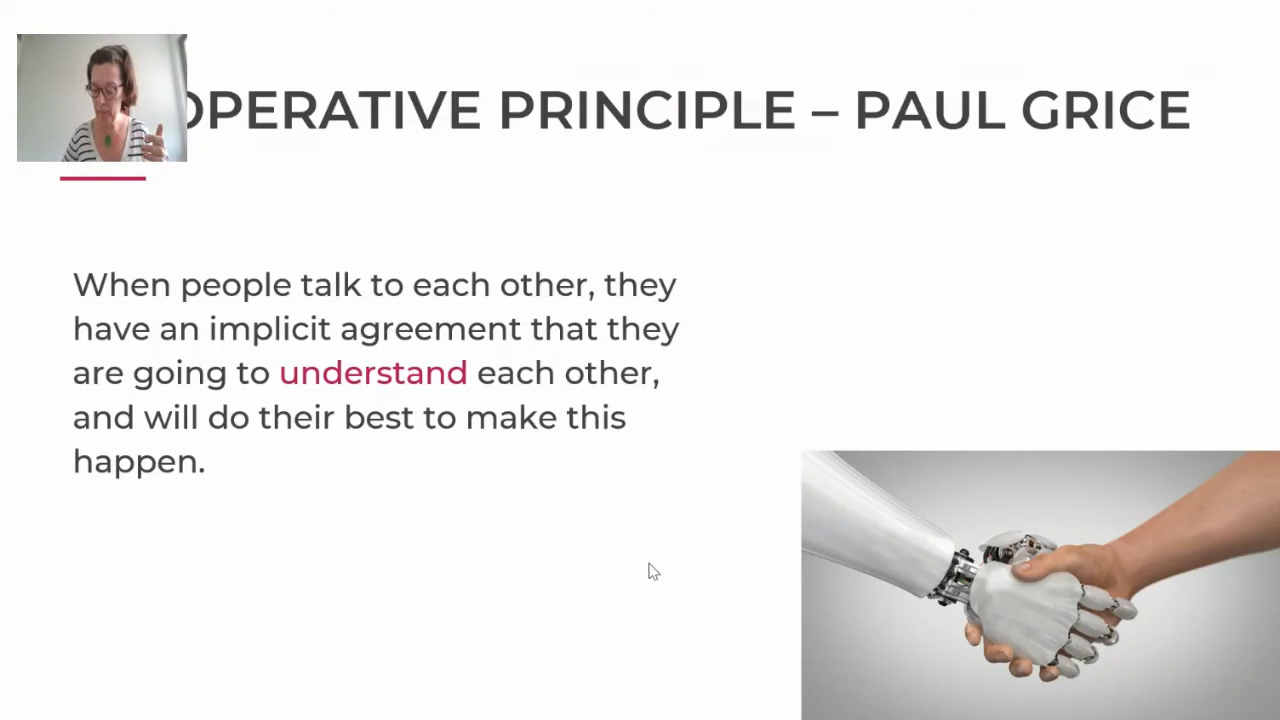 OPERATIVE PRINCIPLE – PAUL GRICE
When people talk to each other, they
have an implicit agreement that they
are going to understand each other,
and will do their best to make this
happen.